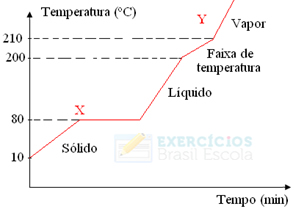 Temperatura (°C)
Y
Vapor
210
200
Faixa de
temperatura
Líquido
X
80
EXERCÍCIOS
Brasil Escola
10
Sólido
Tempo (min)